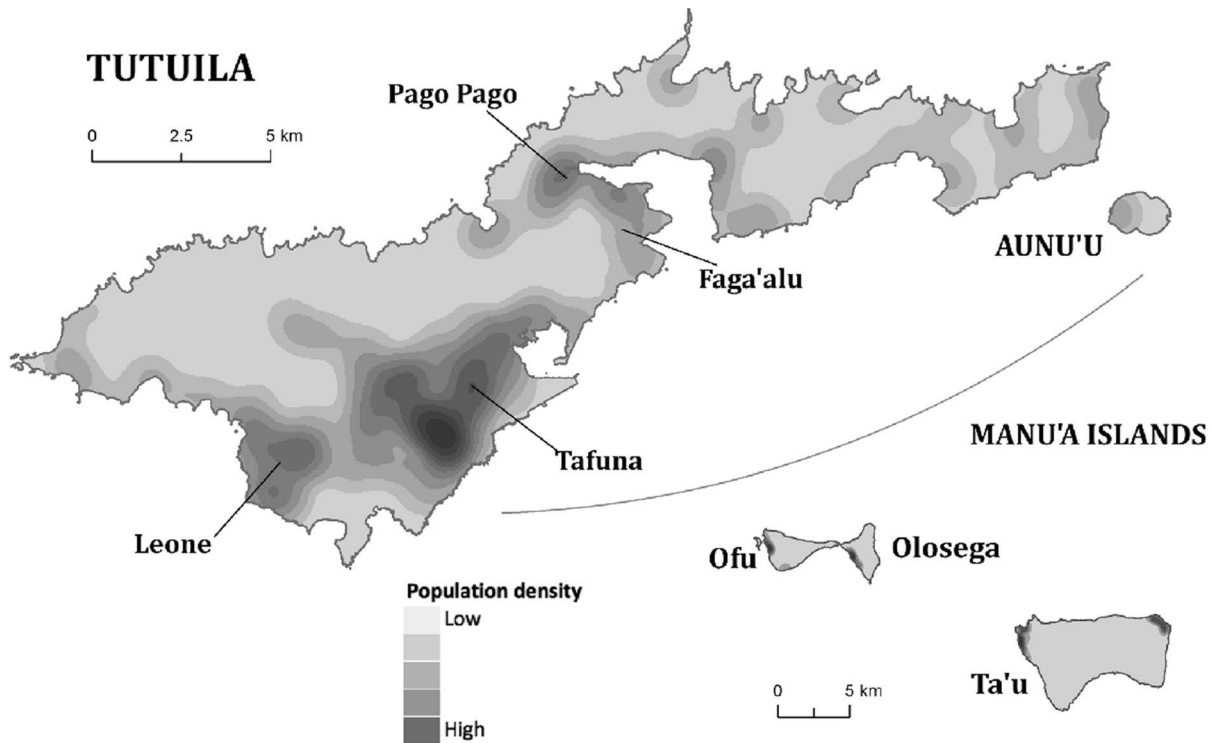 TUTUILA
0 2.5 5 km
Pago Pago
AUNU'U
Faga'alu
MANU'A ISLANDS
Tafuna
Leone
Ofu
Olosega
Population density
Low
High
Ta'u
0 5 km